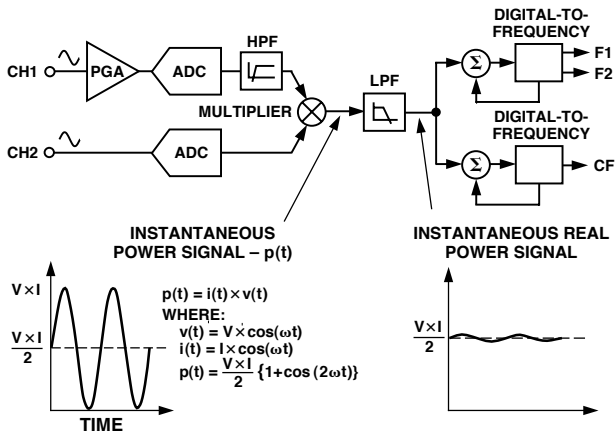 DIGITAL-TO-
FREQUENCY
HPF
F1
CH1
PGA
ADC
Σ
F2
LPF
MULTIPLIER
DIGITAL-TO-
FREQUENCY
CH2
ADC
Σ
CF
INSTANTANEOUS
POWER SIGNAL – p(t)
INSTANTANEOUS REAL
POWER SIGNAL
V × I
p(t) = i(t) × v(t)
WHERE:
v(t) = V × cos(ωt)
i(t) = I × cos(ωt)
p(t) = V × I / 2 {1+cos (2ωt)}
V × I
2
TIME
V × I
2